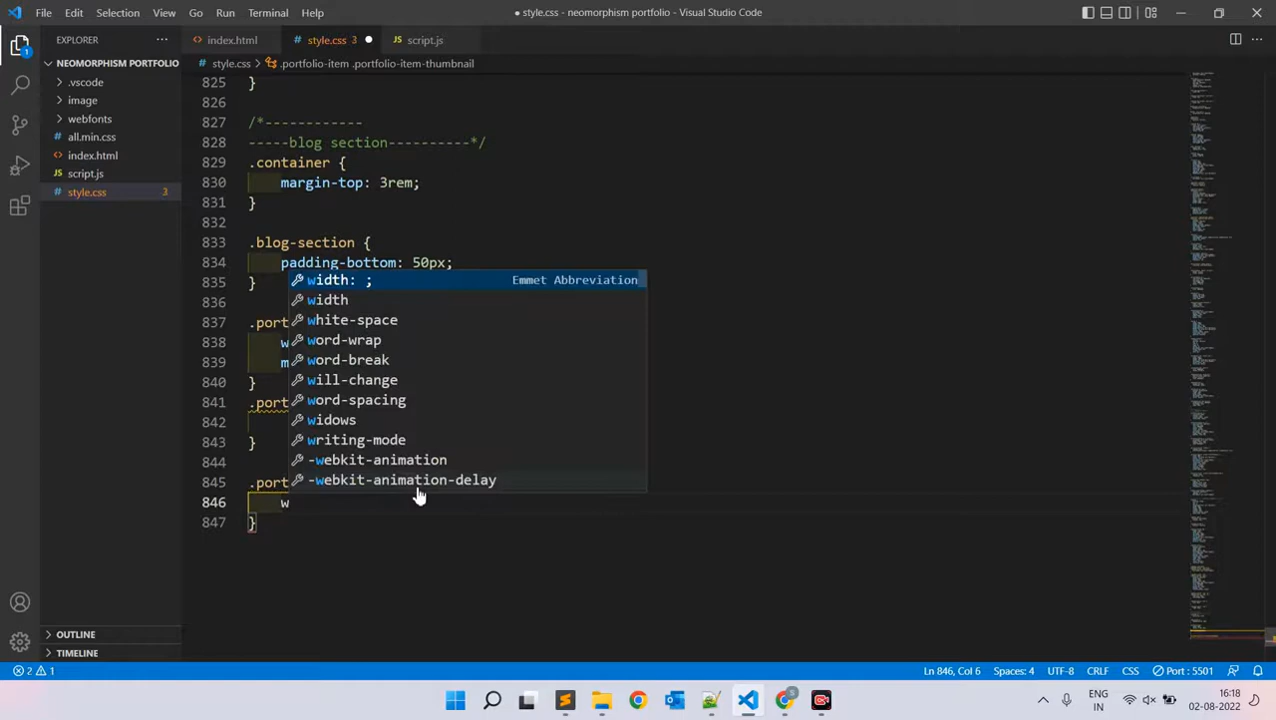 File Edit Selection View Go Run Terminal Help
● style.css - neomorphism portfolio - Visual Studio Code
EXPLORER
index.html
style.css 3
script.js
NEOMORPHISM PORTFOLIO
style.css > .portfolio-item .portfolio-item-thumbnail
.vscode
image
webfonts
all.min.css
index.html
script.js
style.css 3
825 }
826
827 /*------------
828 -----blog section----------*/
829 .container {
830 margin-top: 3rem;
831 }
832
833 .blog-section {
834 padding-bottom: 50px;
835 }
836
837 .port
838 w
839 m
840 }
841 .port
842
843 }
844
845 .port
846 w
847 }
width: ; mmet Abbreviation
width
white-space
word-wrap
word-break
will-change
word-spacing
widows
writing-mode
-webkit-animation
-webkit-animation-delay
OUTLINE
TIMELINE
2 1
Ln 846, Col 6 Spaces: 4 UTF-8 CRLF CSS Port : 5501
1
S
ENG
IN
16:18
02-08-2022